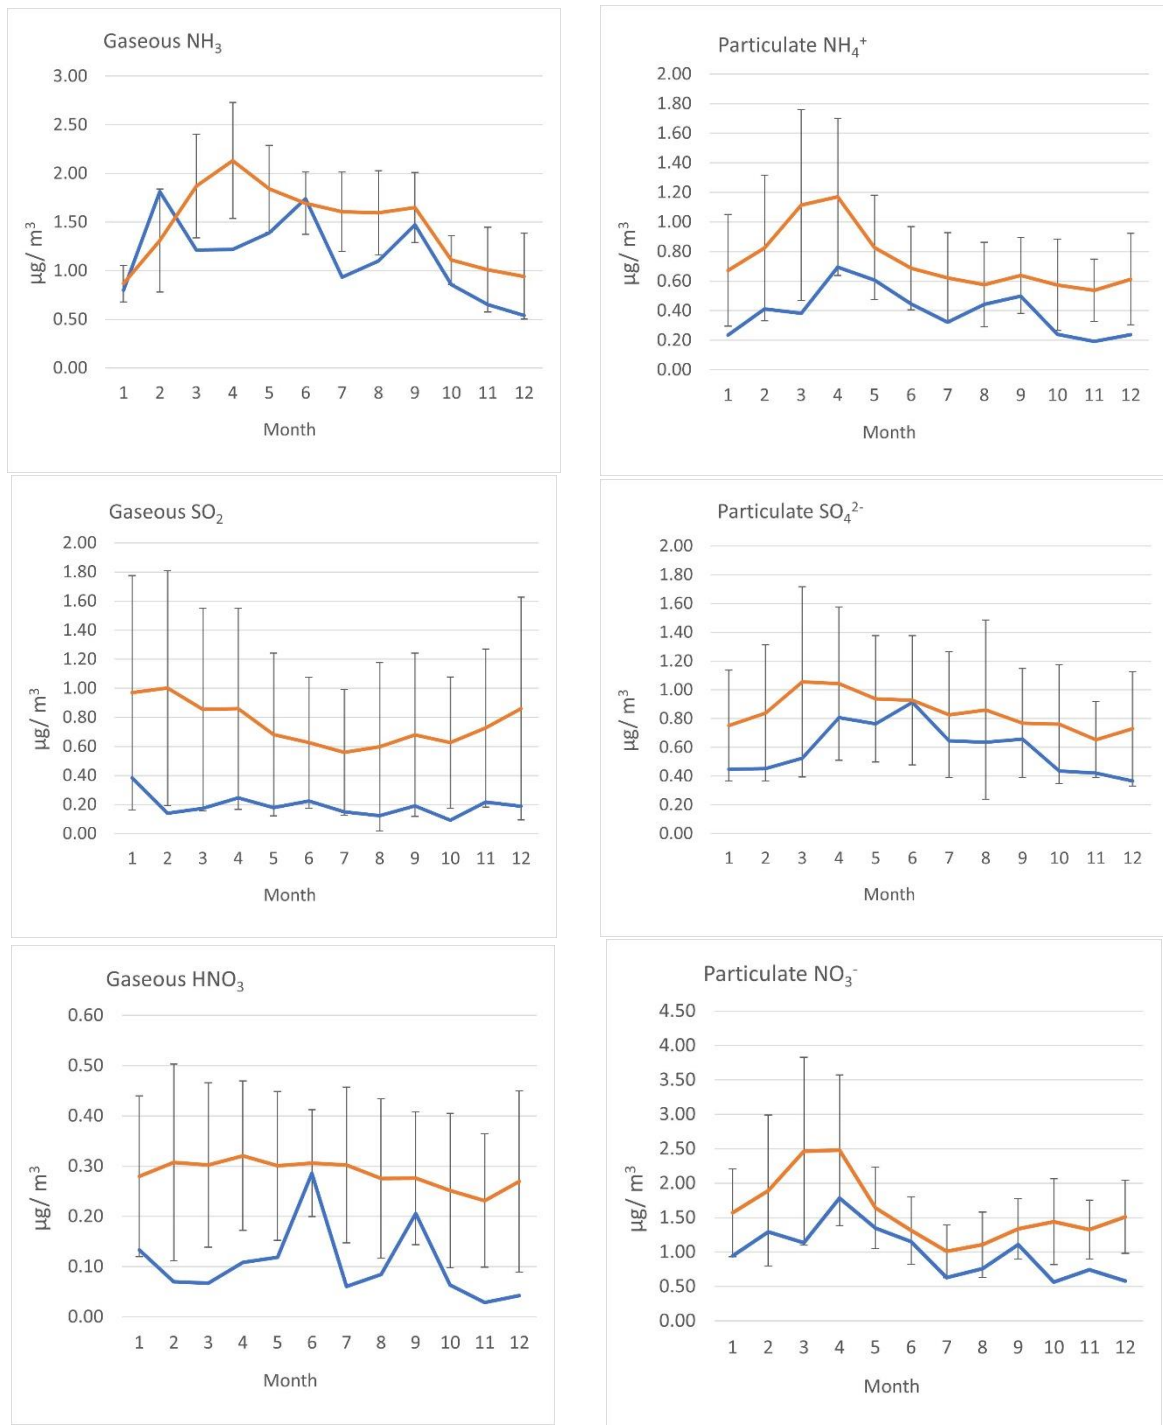 Gaseous NH₃
3.00
2.50
2.00
1.50
1.00
0.50
0.00
µg/ m³
1 2 3 4 5 6 7 8 9 10 11 12
Month
Particulate NH₄⁺
2.00
1.80
1.60
1.40
1.20
1.00
0.80
0.60
0.40
0.20
0.00
µg/ m³
1 2 3 4 5 6 7 8 9 10 11 12
Month
Gaseous SO₂
2.00
1.80
1.60
1.40
1.20
1.00
0.80
0.60
0.40
0.20
0.00
µg/ m³
1 2 3 4 5 6 7 8 9 10 11 12
Month
Particulate SO₄²⁻
2.00
1.80
1.60
1.40
1.20
1.00
0.80
0.60
0.40
0.20
0.00
µg/ m³
1 2 3 4 5 6 7 8 9 10 11 12
Month
Gaseous HNO₃
0.60
0.50
0.40
0.30
0.20
0.10
0.00
µg/ m³
1 2 3 4 5 6 7 8 9 10 11 12
Month
Particulate NO₃⁻
4.50
4.00
3.50
3.00
2.50
2.00
1.50
1.00
0.50
0.00
µg/ m³
1 2 3 4 5 6 7 8 9 10 11 12
Month